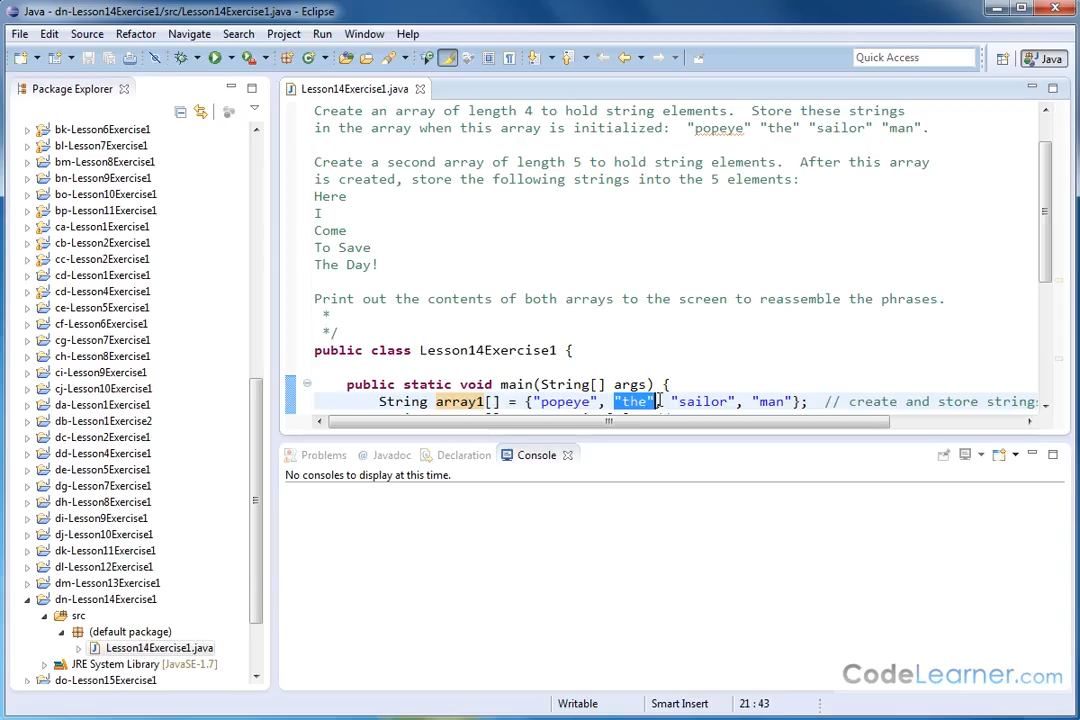 Java - dn-Lesson14Exercise1/src/Lesson14Exercise1.java - Eclipse
File Edit Source Refactor Navigate Search Project Run Window Help
Quick Access
Java
Package Explorer
Lesson14Exercise1.java
bk-Lesson6Exercise1
bl-Lesson7Exercise1
bm-Lesson8Exercise1
bn-Lesson9Exercise1
bo-Lesson10Exercise1
bp-Lesson11Exercise1
ca-Lesson1Exercise1
cb-Lesson2Exercise1
cc-Lesson2Exercise1
cd-Lesson1Exercise1
cd-Lesson4Exercise1
ce-Lesson5Exercise1
cf-Lesson6Exercise1
cg-Lesson7Exercise1
ch-Lesson8Exercise1
ci-Lesson9Exercise1
cj-Lesson10Exercise1
da-Lesson1Exercise1
db-Lesson1Exercise2
dc-Lesson2Exercise1
dd-Lesson4Exercise1
de-Lesson5Exercise1
dg-Lesson7Exercise1
dh-Lesson8Exercise1
di-Lesson9Exercise1
dj-Lesson10Exercise1
dk-Lesson11Exercise1
dl-Lesson12Exercise1
dm-Lesson13Exercise1
dn-Lesson14Exercise1
src
(default package)
Lesson14Exercise1.java
JRE System Library [JavaSE-1.7]
do-Lesson15Exercise1
Create an array of length 4 to hold string elements.  Store these strings
in the array when this array is initialized:  "popeye" "the" "sailor" "man".
Create a second array of length 5 to hold string elements.  After this array
is created, store the following strings into the 5 elements:
Here
I
Come
To Save
The Day!
Print out the contents of both arrays to the screen to reassemble the phrases.
*
*/
public class Lesson14Exercise1 {
public static void main(String[] args) {
String array1[] = {"popeye", "the", "sailor", "man"};  // create and store strings
Problems @ Javadoc Declaration Console
No consoles to display at this time.
CodeLearner.com
Writable Smart Insert 21 : 43